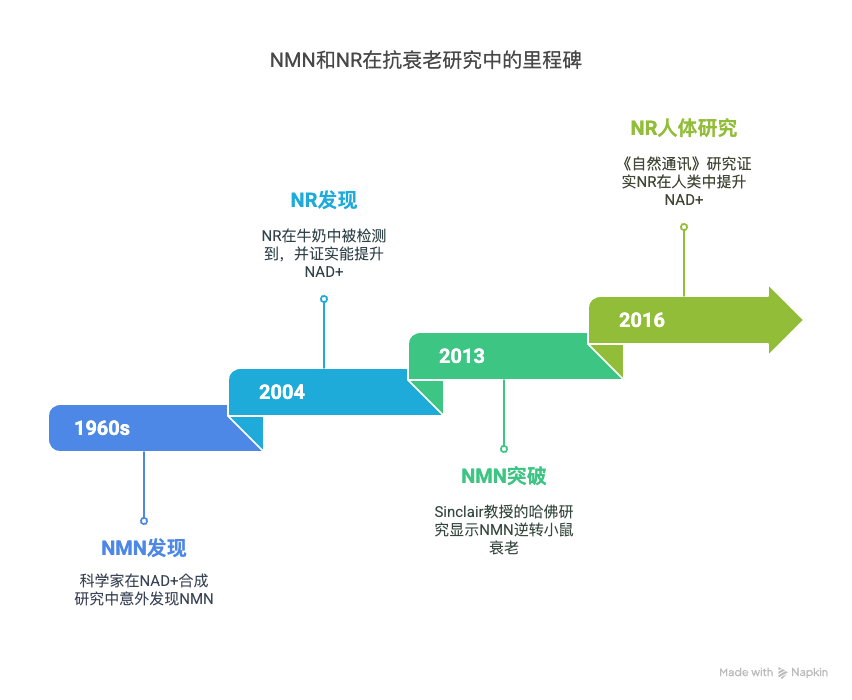 NMN和NR在抗衰老研究中的里程碑
NR人体研究
《自然通讯》研究证
实NR在人类中提升
NAD+
NR发现
NR在牛奶中被检测
到，并证实能提升
NAD+
2016
2013
2004
1960s
NMN突破
Sinclair教授的哈佛研
究显示NMN逆转小鼠
衰老
NMN发现
科学家在NAD+合成
研究中意外发现NMN
Made with Napkin